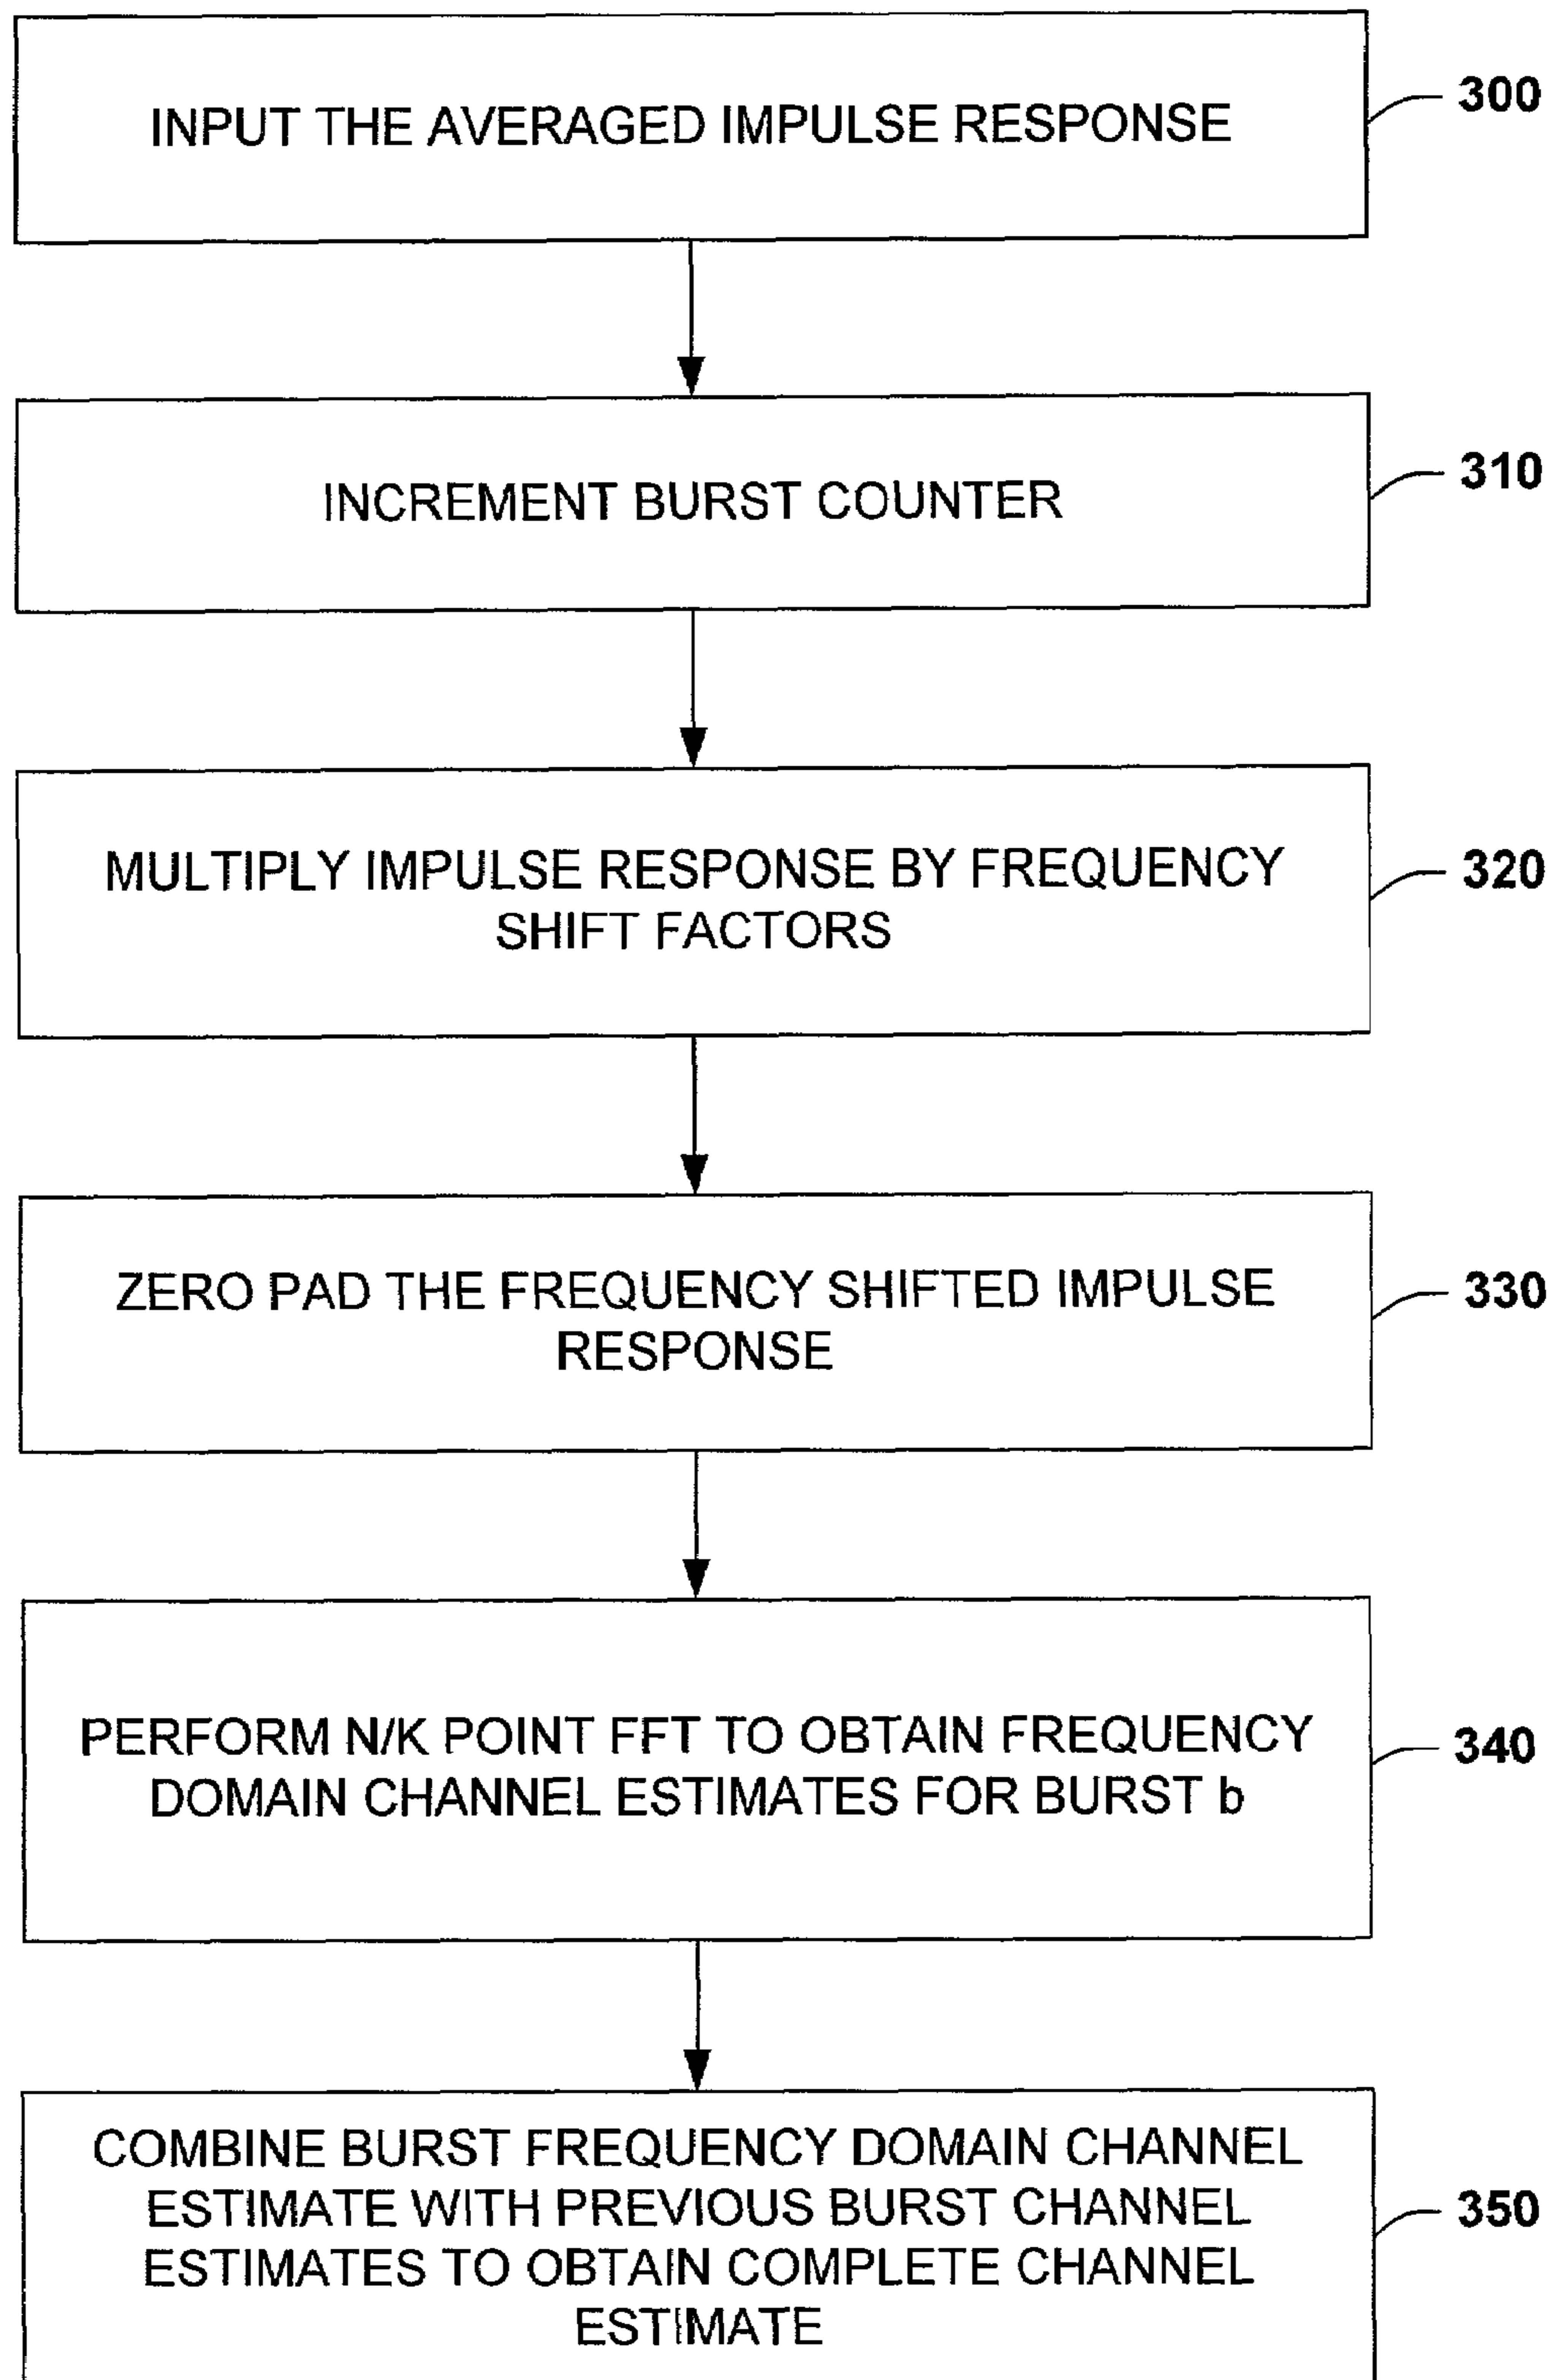 INPUT THE AVERAGED IMPULSE RESPONSE
300
INCREMENT BURST COUNTER
310
MULTIPLY IMPULSE RESPONSE BY FREQUENCY
SHIFT FACTORS
320
ZERO PAD THE FREQUENCY SHIFTED IMPULSE
RESPONSE
330
PERFORM N/K POINT FFT TO OBTAIN FREQUENCY
DOMAIN CHANNEL ESTIMATES FOR BURST b
340
COMBINE BURST FREQUENCY DOMAIN CHANNEL
ESTIMATE WITH PREVIOUS BURST CHANNEL
ESTIMATES TO OBTAIN COMPLETE CHANNEL
ESTIMATE
350